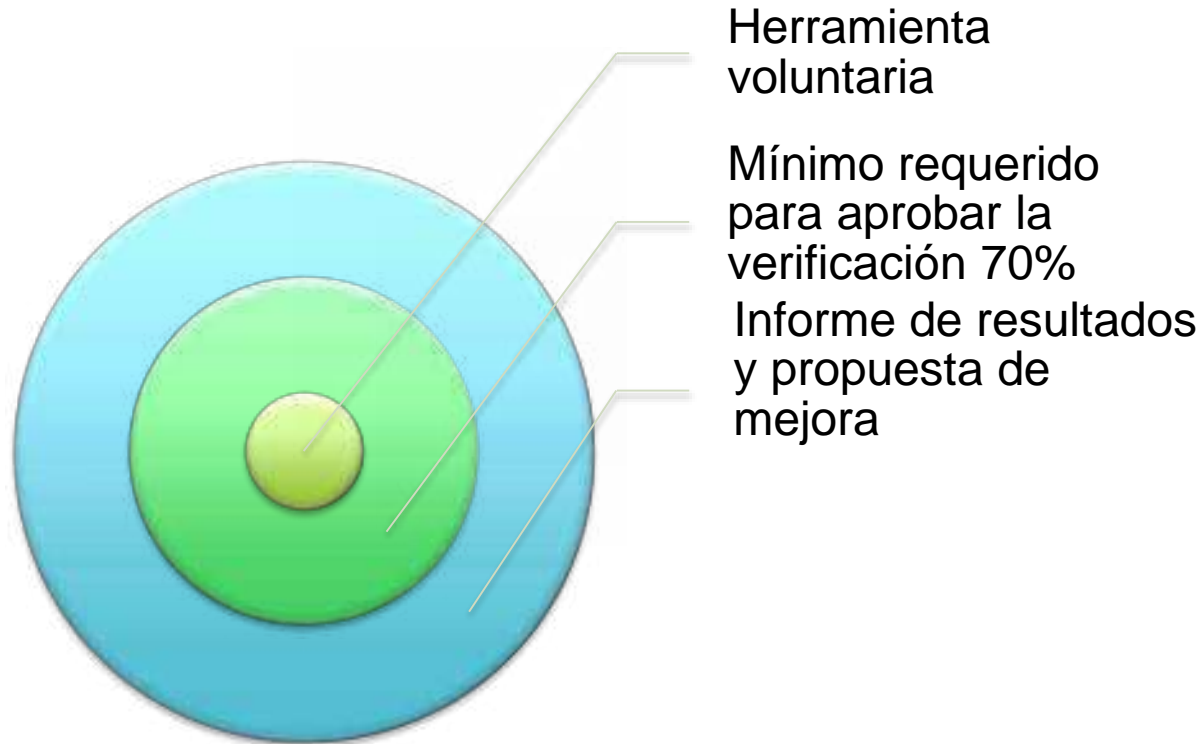 Herramienta
voluntaria
Mínimo requerido
para aprobar la
verificación 70%
Informe de resultados
y propuesta de
mejora